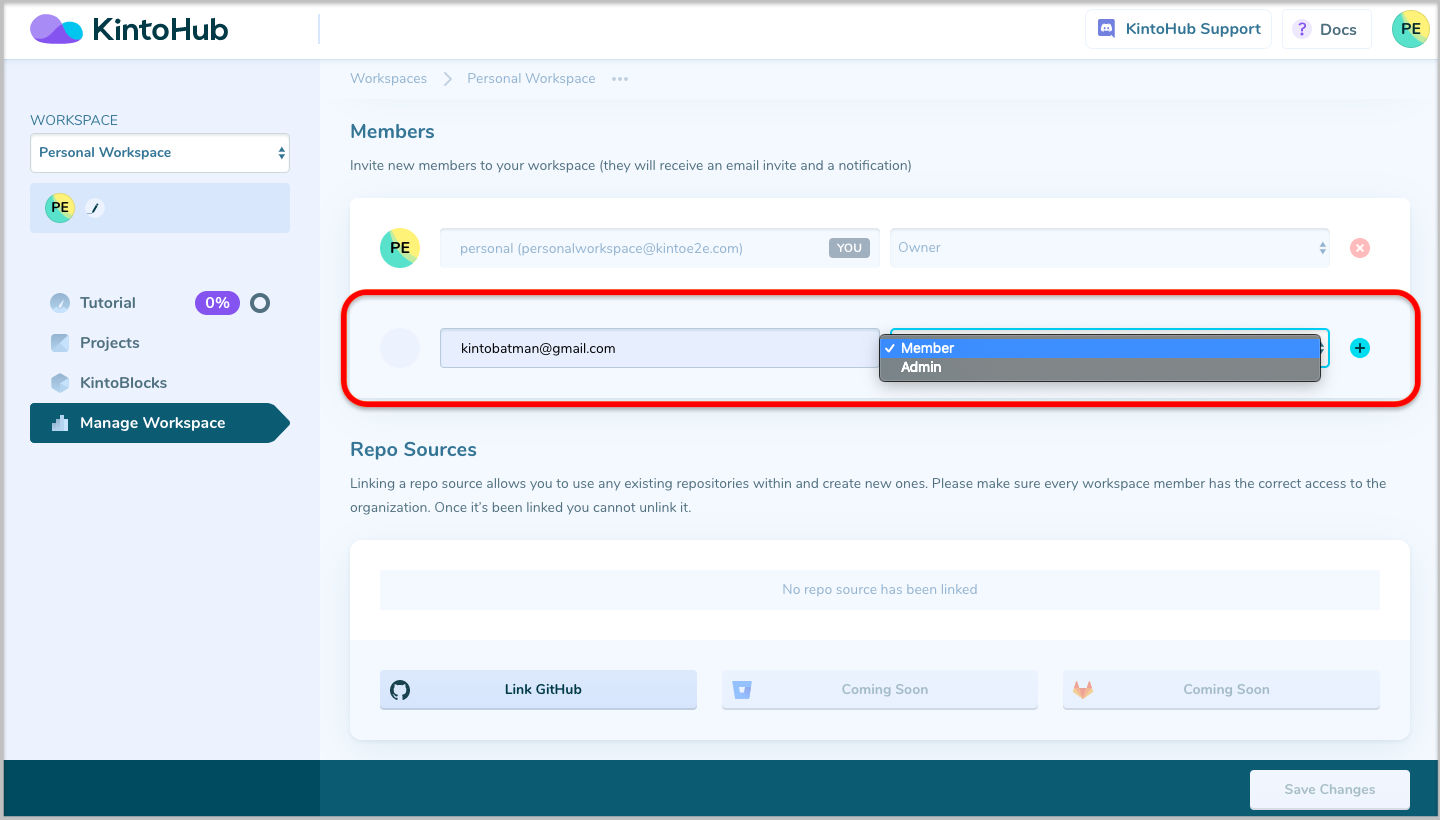 KintoHub
KintoHub Support
? Docs
PE
Workspaces
Personal Workspace
•••
WORKSPACE
Personal Workspace
PE
Tutorial
0%
Projects
KintoBlocks
Manage Workspace
Members
Invite new members to your workspace (they will receive an email invite and a notification)
PE
personal (personalworkspace@kintoe2e.com)
YOU
Owner
kintobatman@gmail.com
✓ Member
Admin
Repo Sources
Linking a repo source allows you to use any existing repositories within and create new ones. Please make sure every workspace member has the correct access to the
organization. Once it's been linked you cannot unlink it.
No repo source has been linked
Link GitHub
Coming Soon
Coming Soon
Save Changes